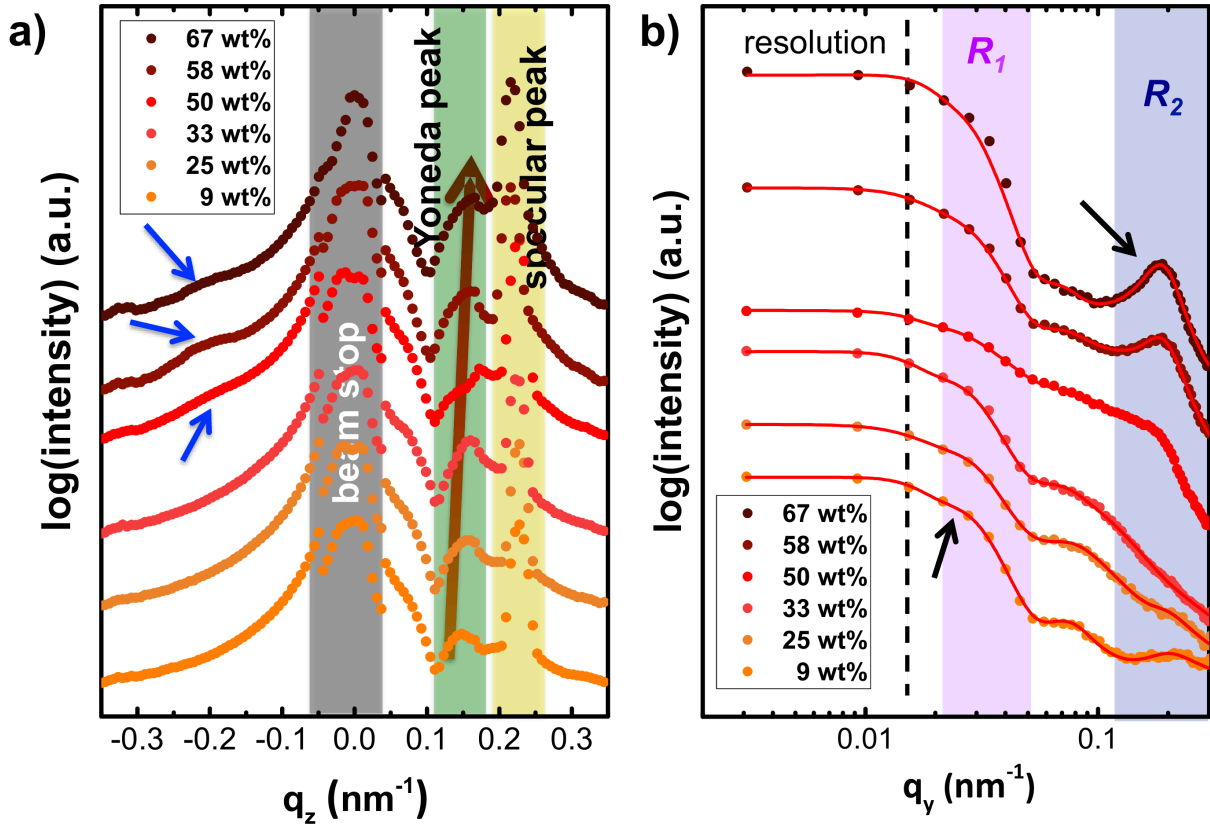 a)
67 wt%
58 wt%
50 wt%
33 wt%
25 wt%
9 wt%
beam stop
Yoneda peak
specular peak
log(intensity) (a.u.)
-0.3 -0.2 -0.1 0.0 0.1 0.2 0.3
q_z (nm⁻¹)
b)
resolution
R₁
R₂
67 wt%
58 wt%
50 wt%
33 wt%
25 wt%
9 wt%
log(intensity) (a.u.)
0.01 0.1
q_y (nm⁻¹)